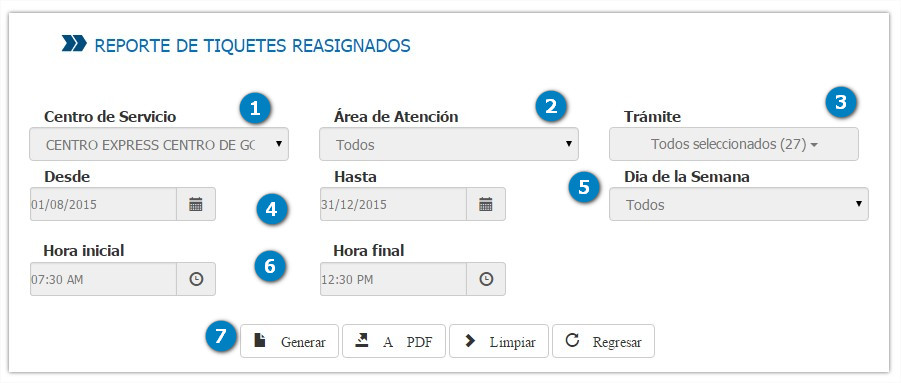 REPORTE DE TIQUETES REASIGNADOS
1 2 3
Centro de Servicio Área de Atención Trámite
CENTRO EXPRESS CENTRO DE GO Todos Todos seleccionados (27)
Desde Hasta 5 Dia de la Semana
01/08/2015 4 31/12/2015 Todos
Hora inicial 6 Hora final
07:30 AM 12:30 PM
7 Generar A PDF Limpiar Regresar